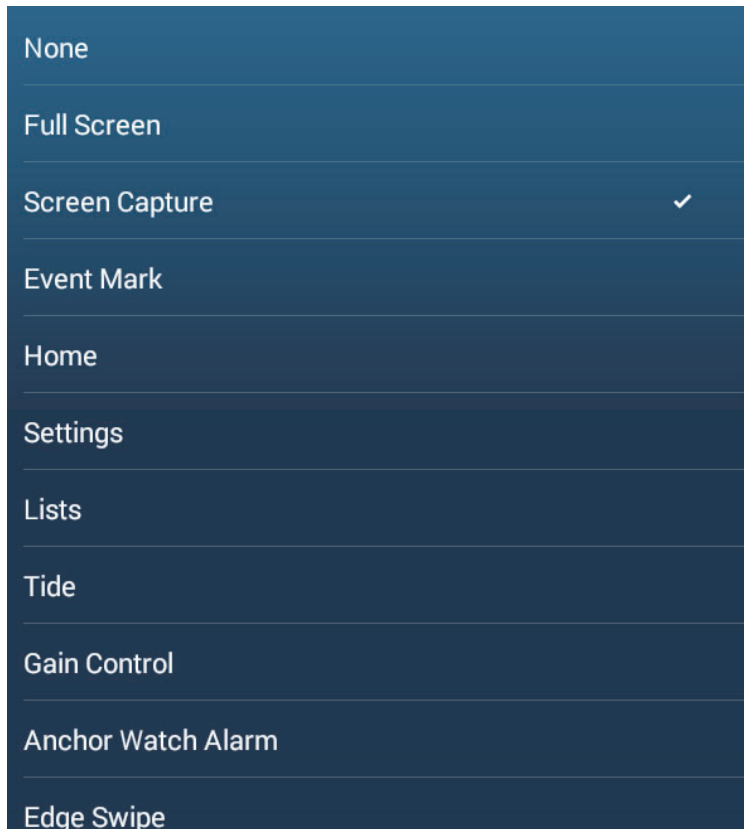 None
Full Screen
Screen Capture
Event Mark
Home
Settings
Lists
Tide
Gain Control
Anchor Watch Alarm
Edge Swipe